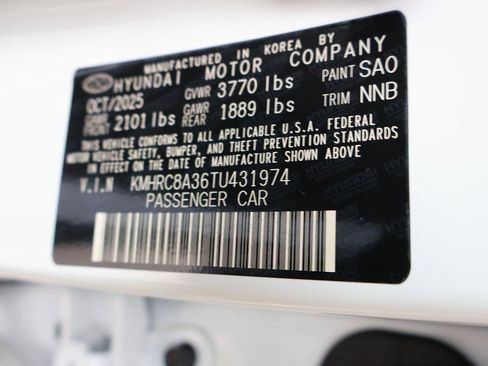 MANUFACTURED IN KOREA BY
HYUNDAI MOTOR COMPANY
OCT/2025 GVWR 3770 lbs PAINT SAO
GAWR FRONT 2101 lbs GAWR REAR 1889 lbs TRIM NNB
THIS VEHICLE CONFORMS TO ALL APPLICABLE U.S.A. FEDERAL
MOTOR VEHICLE SAFETY, BUMPER, AND THEFT PREVENTION STANDARDS
IN EFFECT ON THE DATE OF MANUFACTURE SHOWN ABOVE
V.I.N KMHRC8A36TU431974
PASSENGER CAR